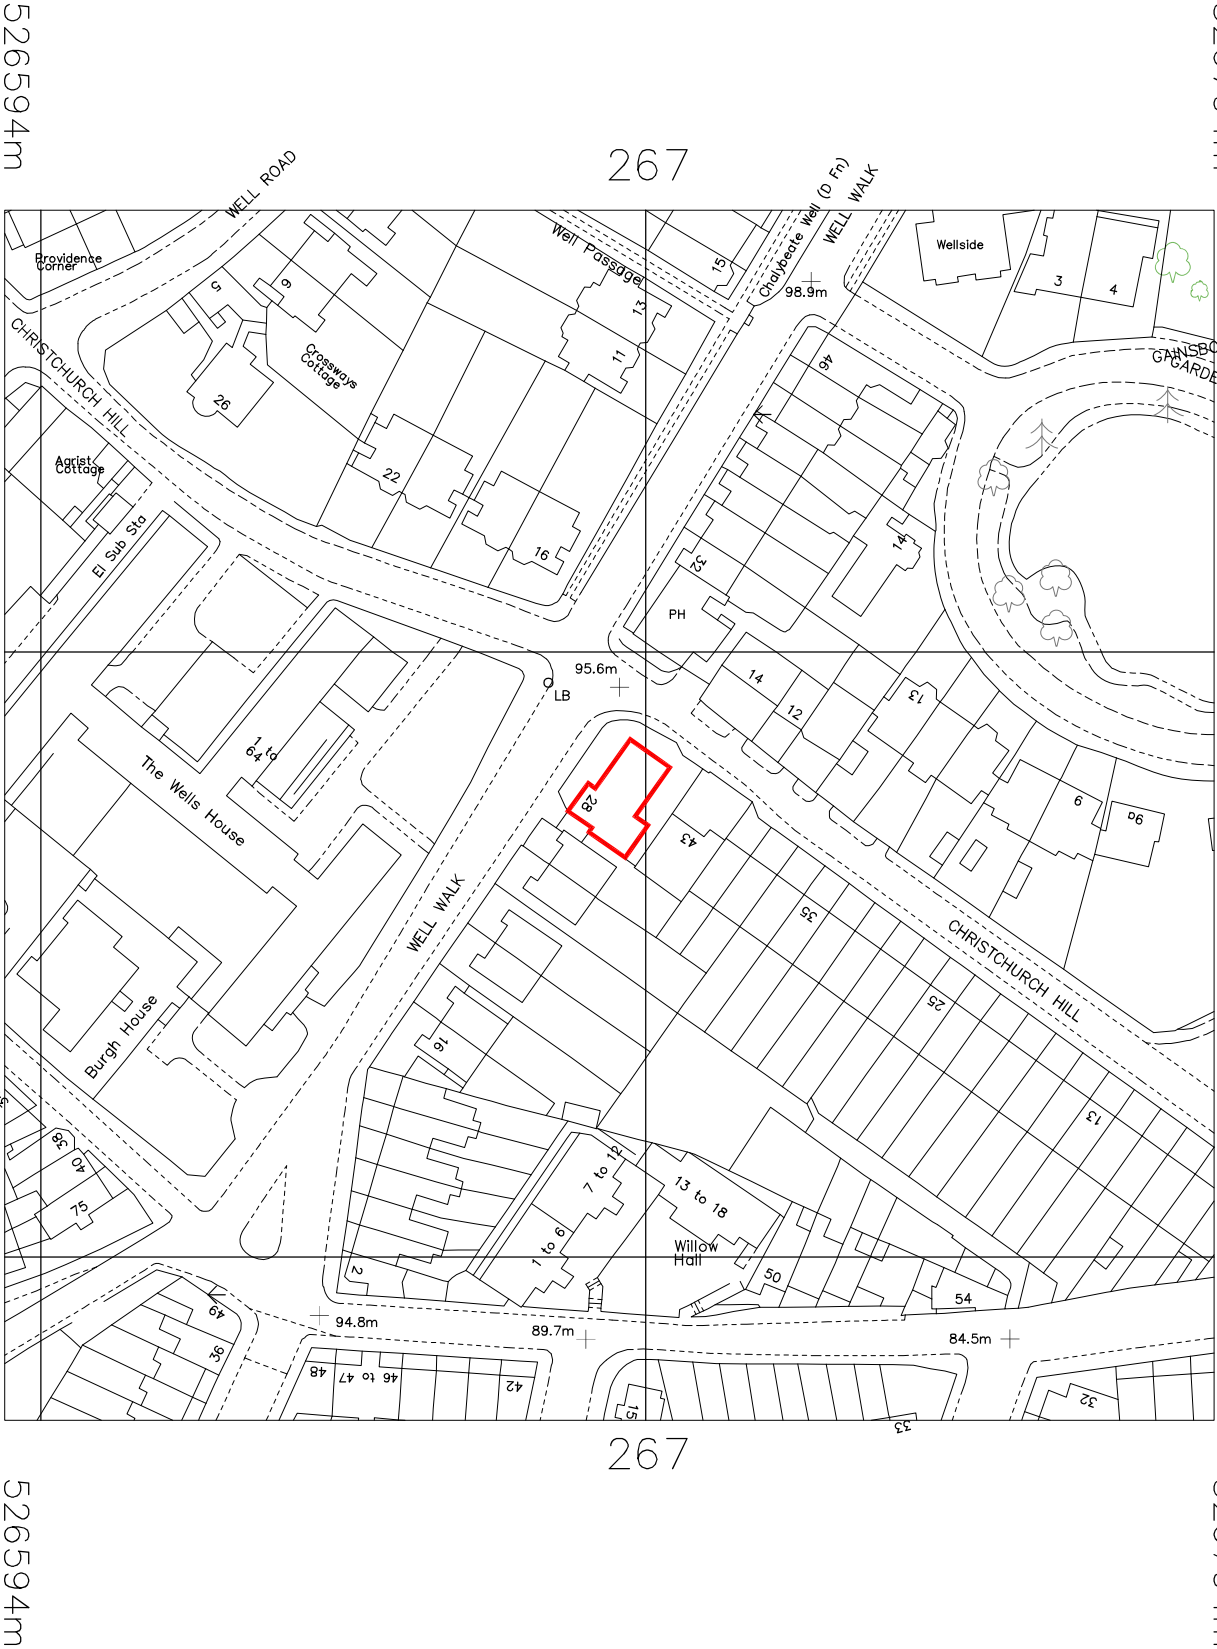 526594m
267
WELL ROAD
Chalybeate Well (D Fn)
WELL WALK
Well Passage
15
Wellside
Providence
Corner
98.9m
3
4
5
9
13
11
GAINSBO
GARDE
CHRISTCHURCH HILL
Crossways
Cottage
46
26
Agrist
Cottage
22
El Sub Sta
16
14
32
PH
95.6m
LB
14
12
13
1 to
64
The Wells House
28
9
9a
43
WELL WALK
35
CHRISTCHURCH HILL
25
Burgh House
16
13
38
40
75
7 to 12
13 to 18
1 to 6
Willow
Hall
2
50
54
49
94.8m
89.7m
84.5m
36
48
46 to 47
42
15
32
33
267
526594m